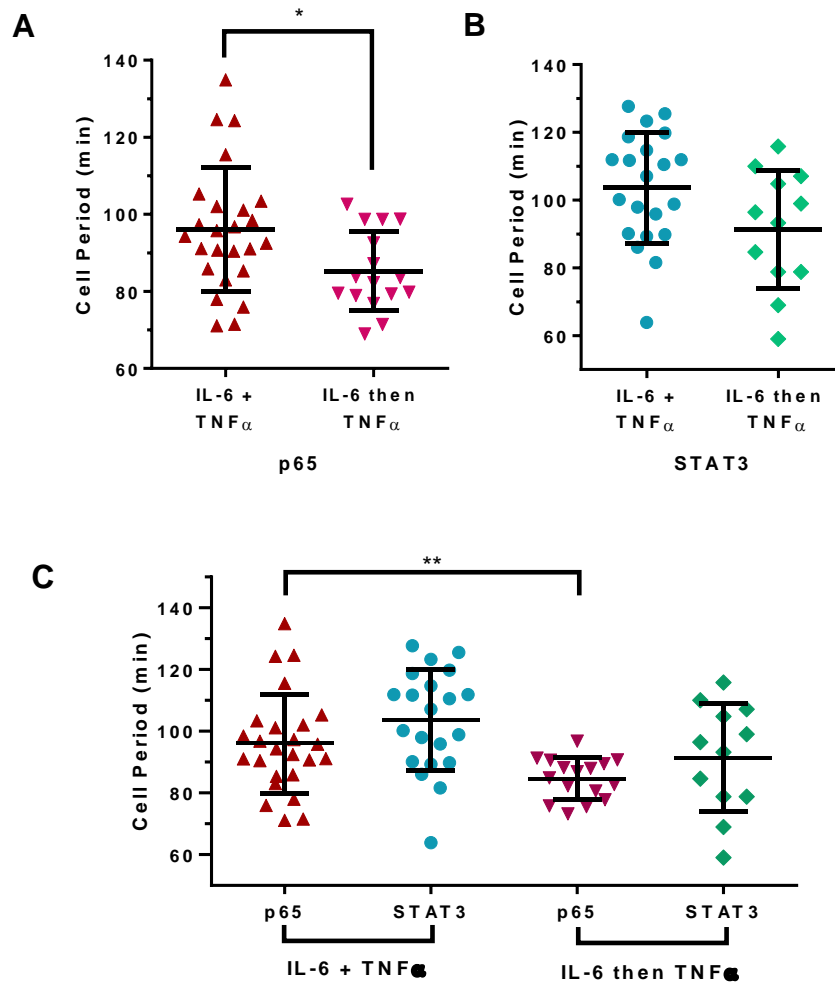 A
*
Cell Period (min)
140
120
100
80
60
IL-6 +
TNFα
IL-6 then
TNFα
p65
B
Cell Period (min)
140
120
100
80
60
IL-6 +
TNFα
IL-6 then
TNFα
STAT3
C
**
Cell Period (min)
140
120
100
80
60
p65
STAT3
p65
STAT3
IL-6 + TNFα
IL-6 then TNFα